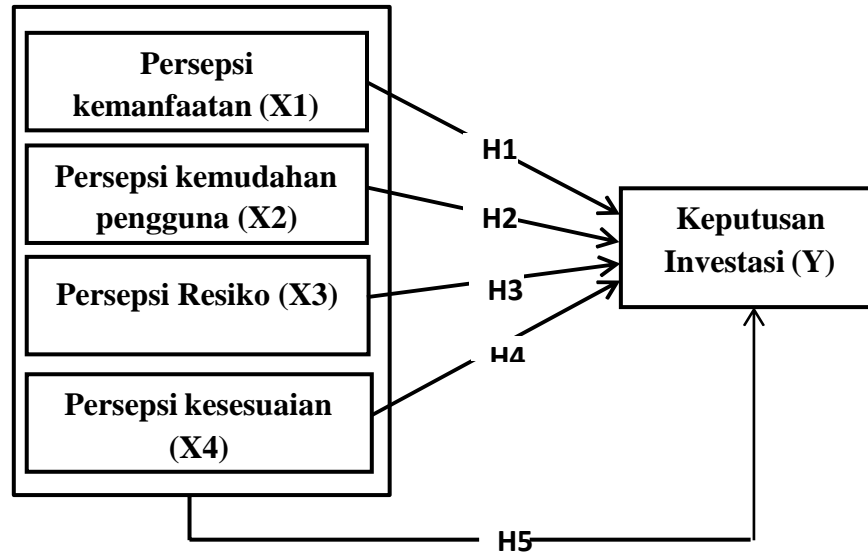 Persepsi
kemanfaatan (X1)
H1
Persepsi kemudahan
pengguna (X2)
H2
Keputusan
Investasi (Y)
Persepsi Resiko (X3)
H3
H4
Persepsi kesesuaian
(X4)
H5